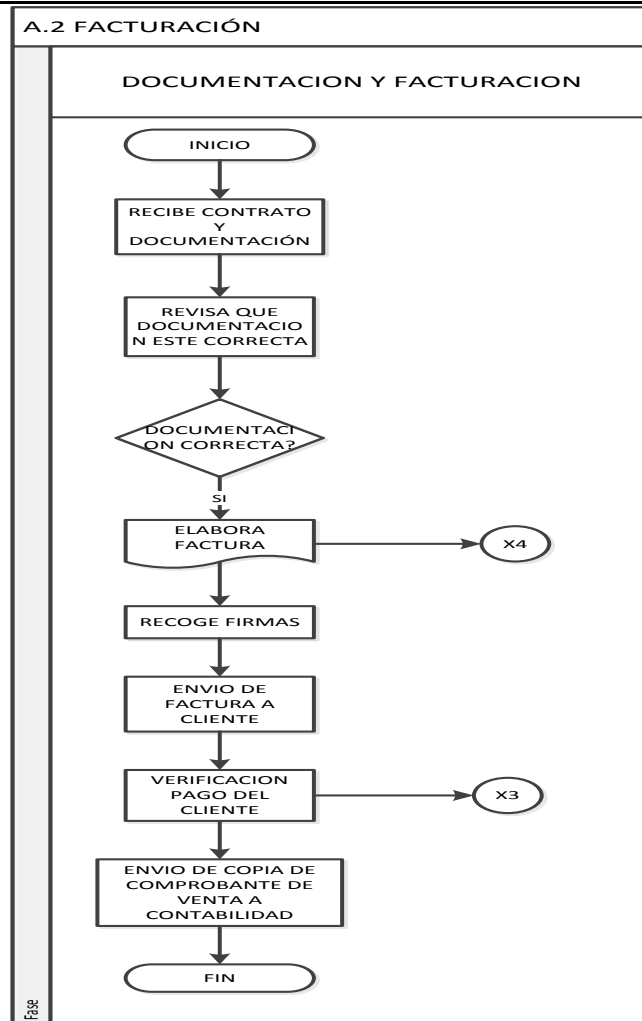 A.2 FACTURACIÓN
DOCUMENTACION Y FACTURACION
INICIO
RECIBE CONTRATO
Y
DOCUMENTACIÓN
REVISA QUE
DOCUMENTACIO
N ESTE CORRECTA
DOCUMENTACI
ON CORRECTA?
SI
ELABORA
FACTURA
X4
RECOGE FIRMAS
ENVIO DE
FACTURA A
CLIENTE
VERIFICACION
PAGO DEL
CLIENTE
X3
ENVIO DE COPIA DE
COMPROBANTE DE
VENTA A
CONTABILIDAD
FIN
Fase